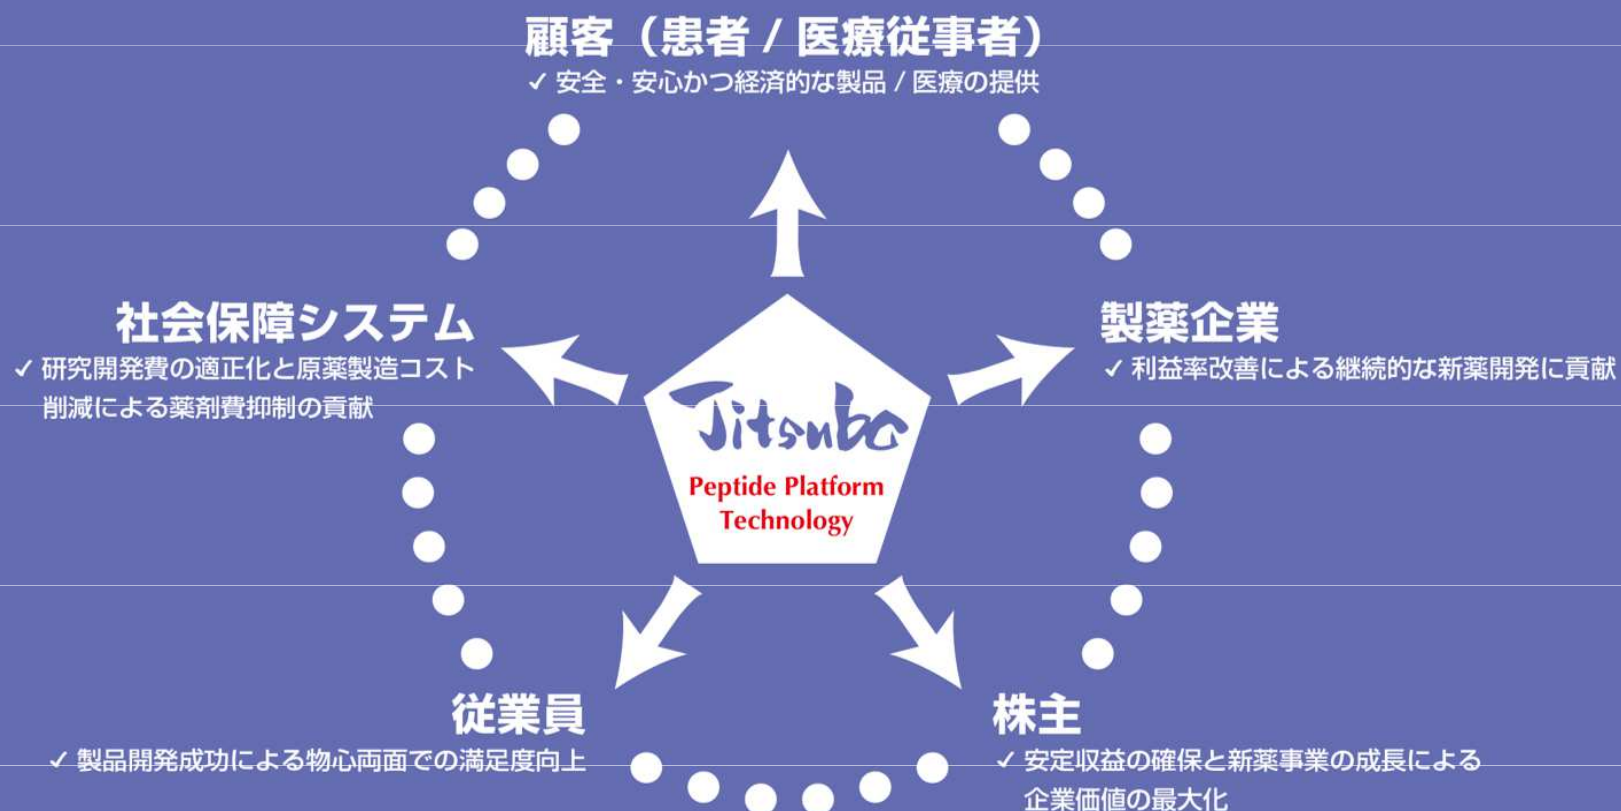 顧客（患者 / 医療従事者）
✓ 安全・安心かつ経済的な製品 / 医療の提供
社会保障システム
✓ 研究開発費の適正化と原薬製造コスト
削減による薬剤費抑制の貢献
製薬企業
✓ 利益率改善による継続的な新薬開発に貢献
Jitsubo
Peptide Platform
Technology
従業員
✓ 製品開発成功による物心両面での満足度向上
株主
✓ 安定収益の確保と新薬事業の成長による
企業価値の最大化